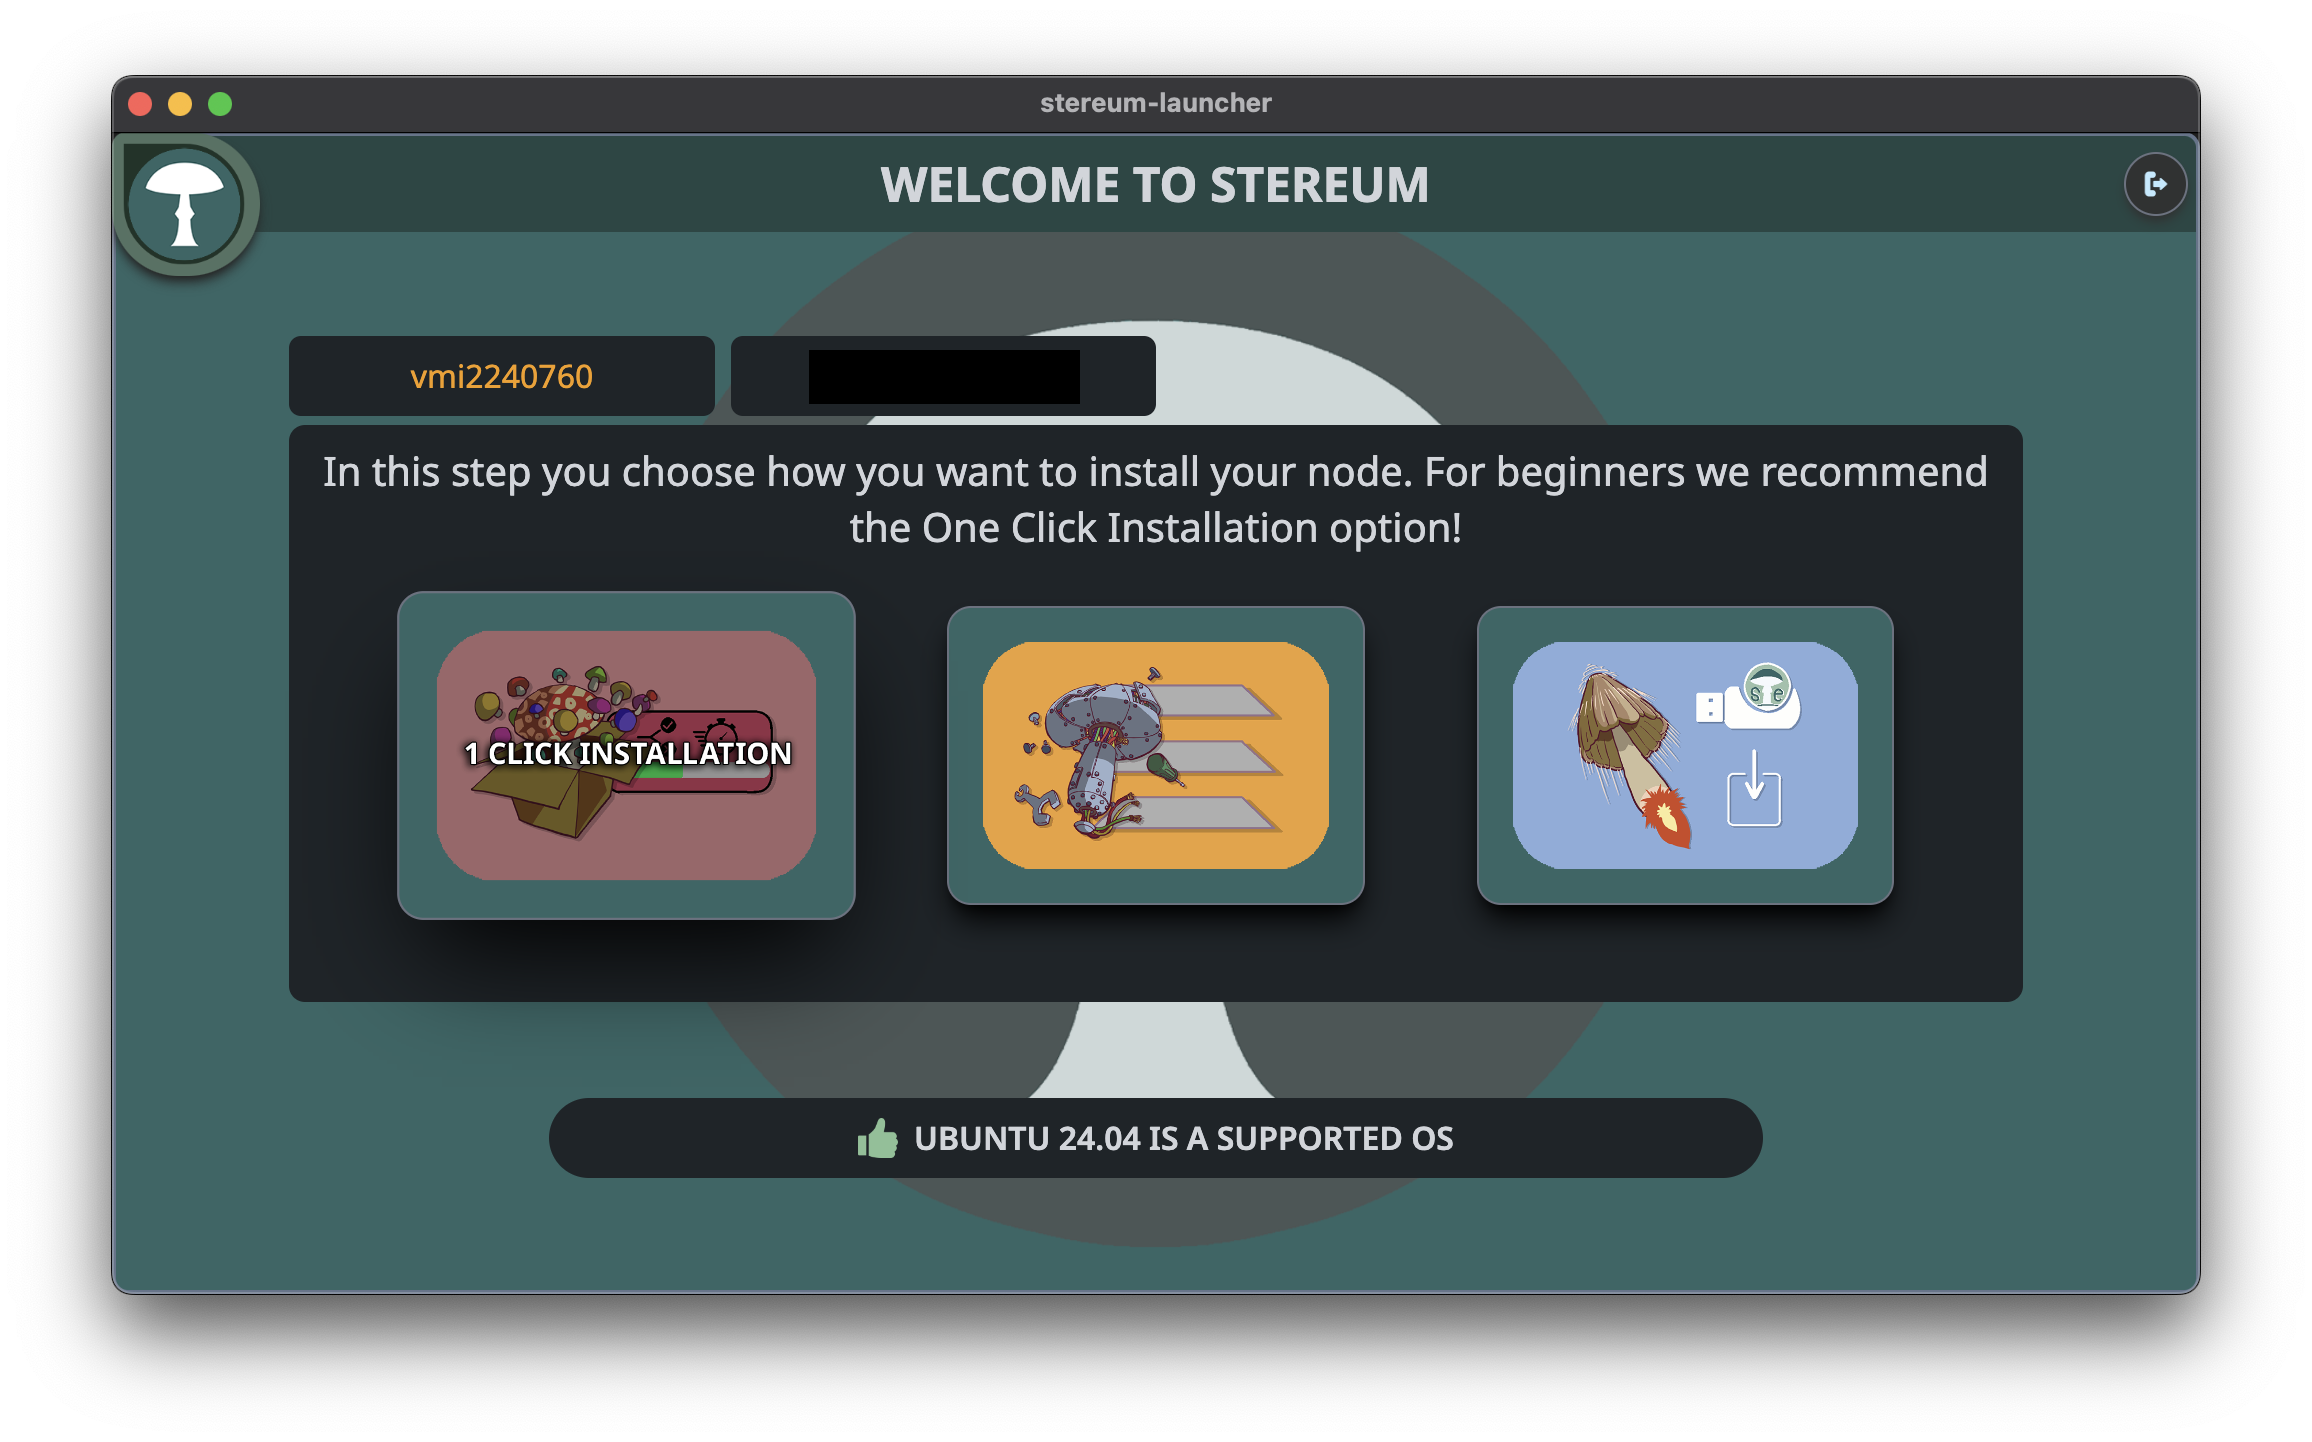 stereum-launcher
WELCOME TO STEREUM
vmi2240760
In this step you choose how you want to install your node. For beginners we recommend
the One Click Installation option!
s e
1 CLICK INSTALLATION
UBUNTU 24.04 IS A SUPPORTED OS